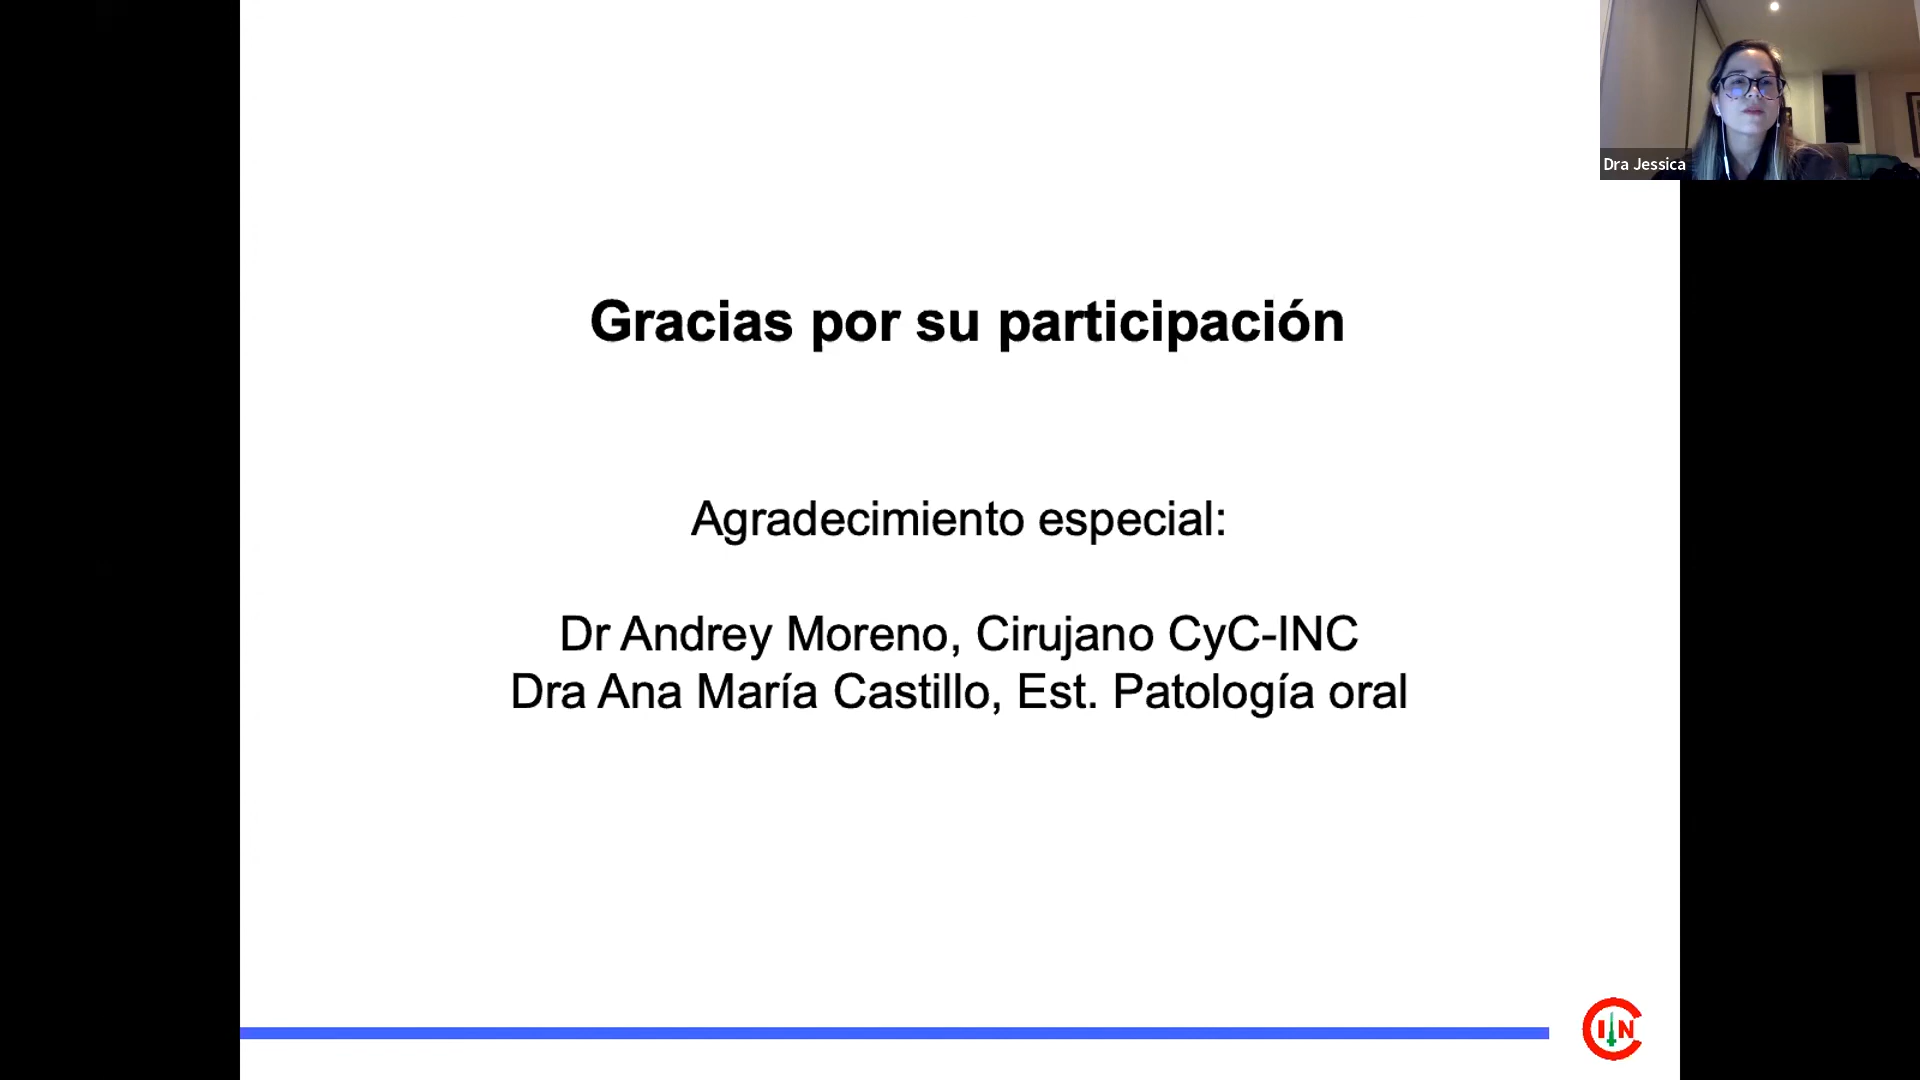 Dra Jessica
Gracias por su participación
Agradecimiento especial:
Dr Andrey Moreno, Cirujano CyC-INC
Dra Ana María Castillo, Est. Patología oral
INC